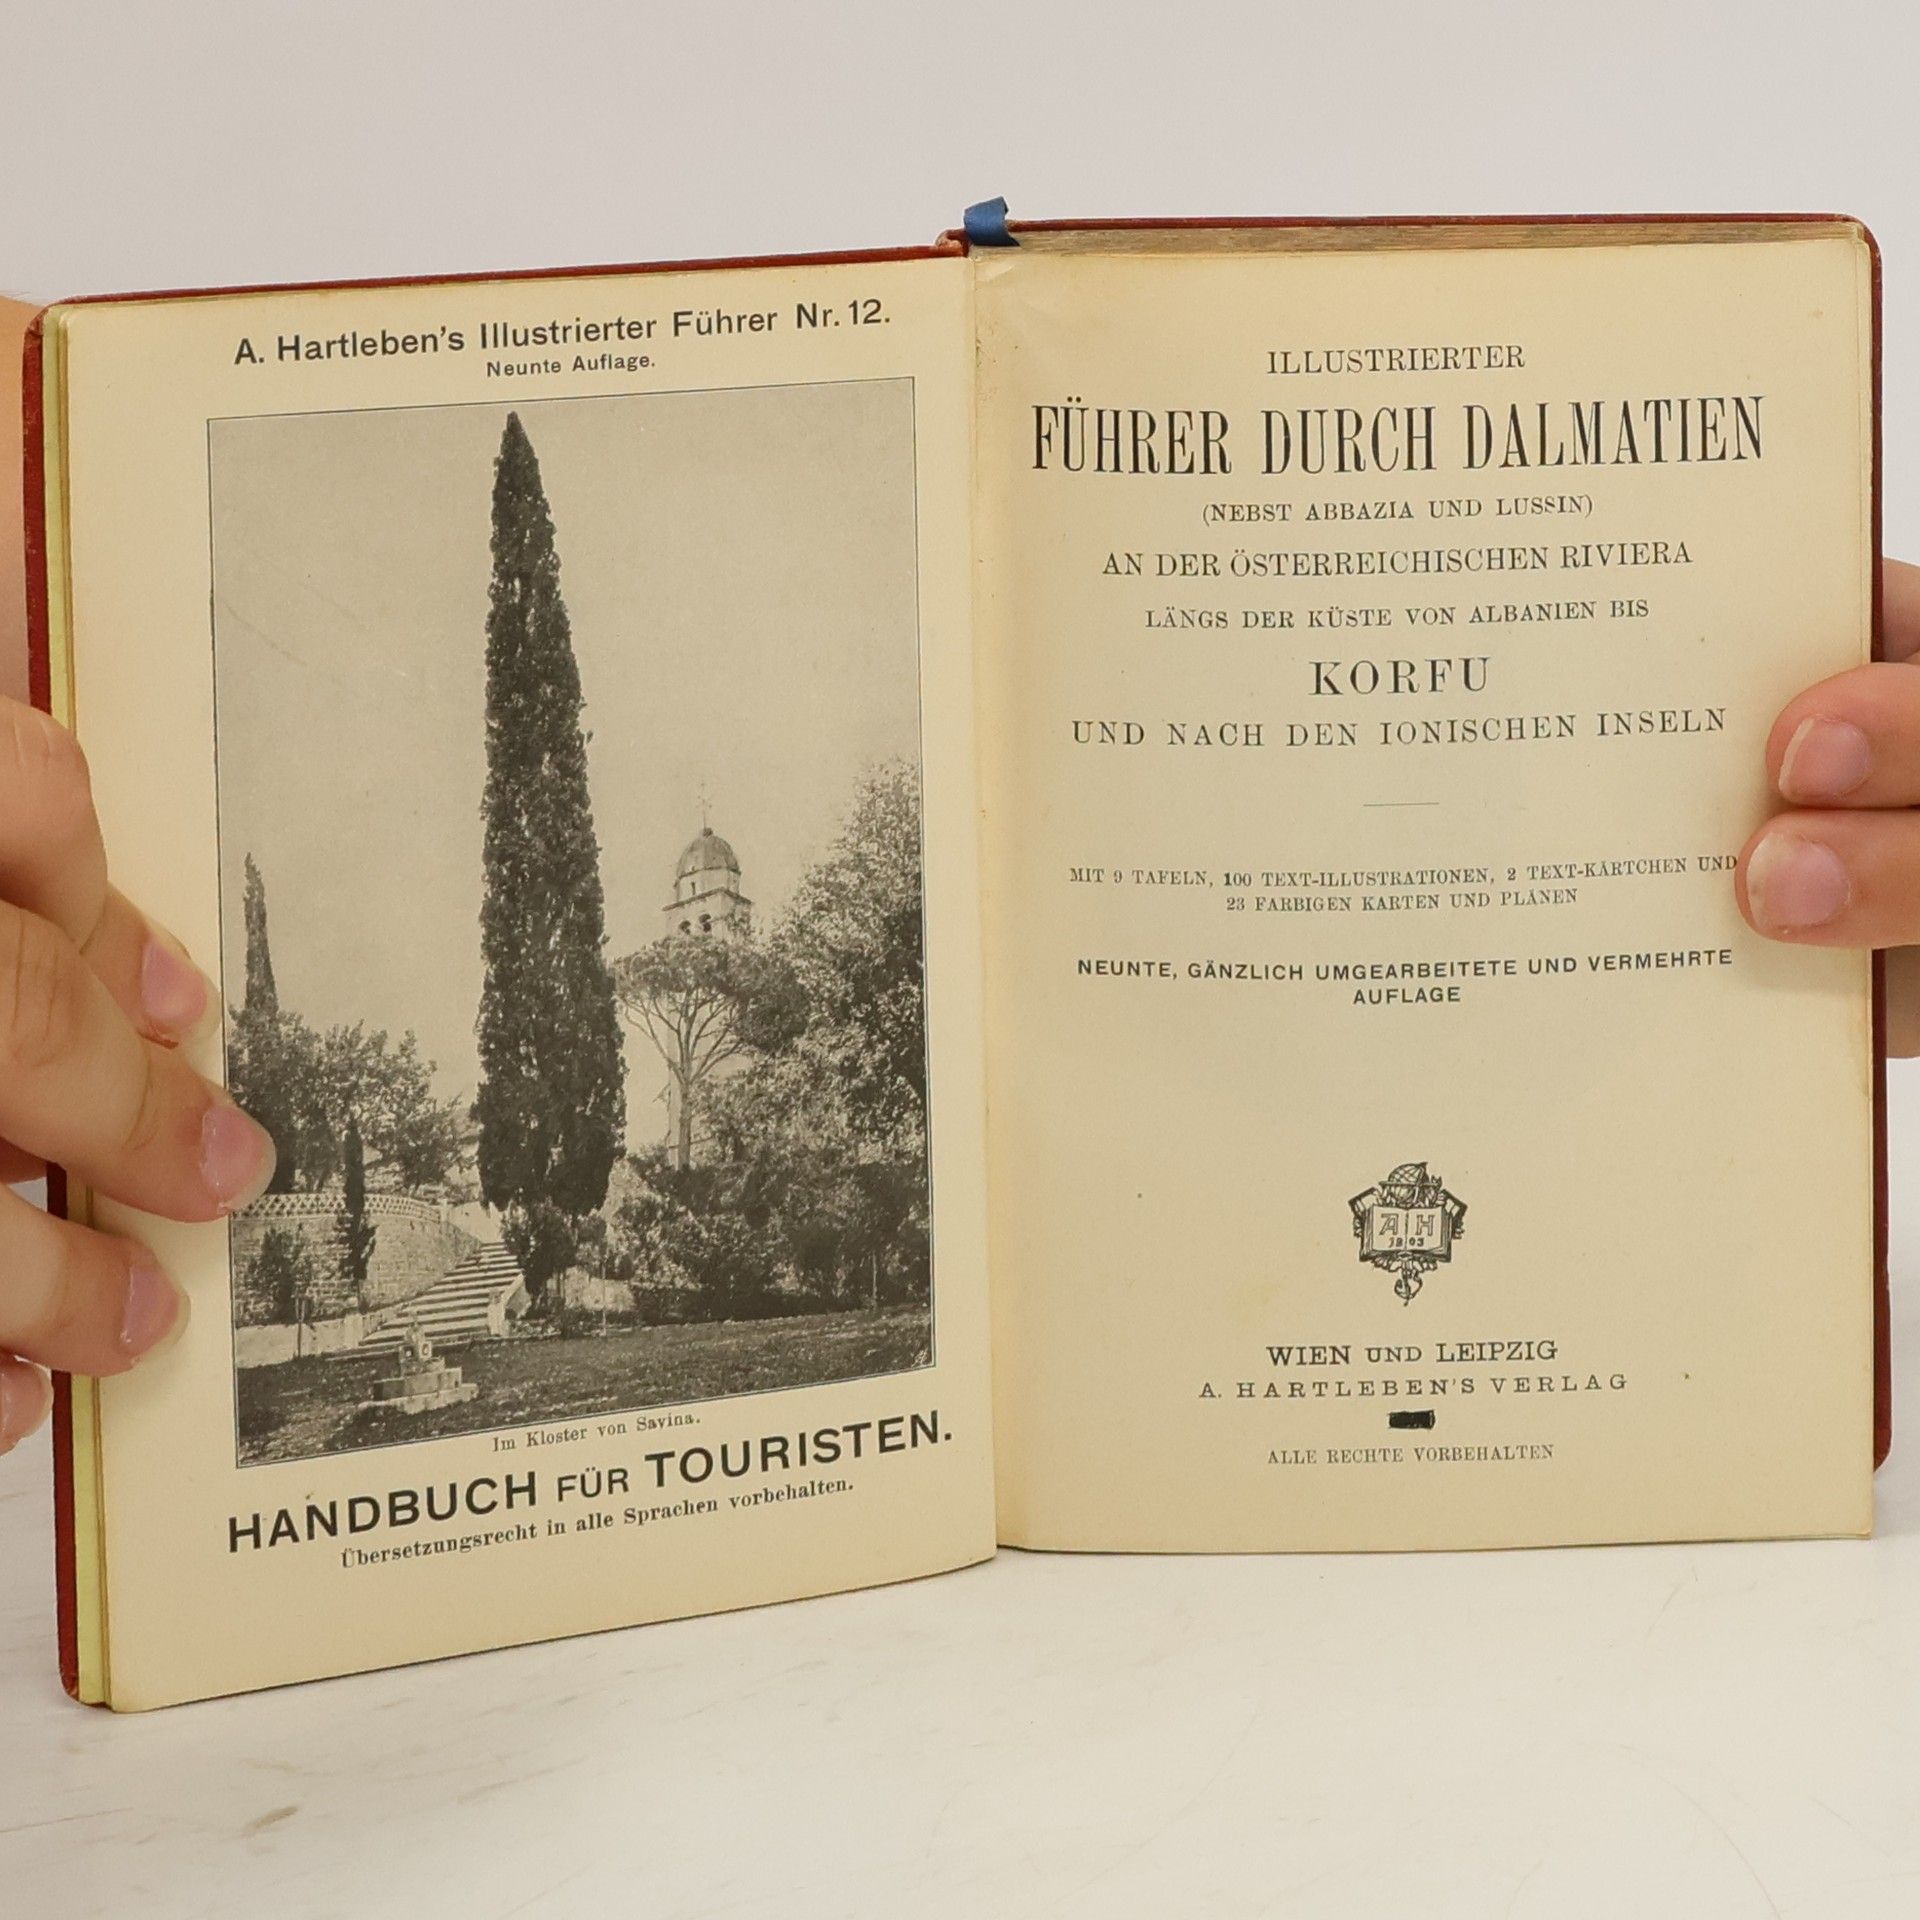 A. Hartleben's Illustrierter Führer Nr. 12.
Neunte Auflage.
Im Kloster von Savina.
HANDBUCH FÜR TOURISTEN.
Übersetzungsrecht in alle Sprachen vorbehalten.
ILLUSTRIERTER
FÜHRER DURCH DALMATIEN
(NEBST ABBAZIA UND LUSSIN)
AN DER ÖSTERREICHISCHEN RIVIERA
LÄNGS DER KÜSTE VON ALBANIEN BIS
KORFU
UND NACH DEN IONISCHEN INSELN
MIT 9 TAFELN, 100 TEXT-ILLUSTRATIONEN, 2 TEXT-KÄRTCHEN UND
23 FARBIGEN KARTEN UND PLÄNEN
NEUNTE, GÄNZLICH UMGEARBEITETE UND VERMEHRTE
AUFLAGE
A H
1803
WIEN UND LEIPZIG
A. HARTLEBEN'S VERLAG
ALLE RECHTE VORBEHALTEN